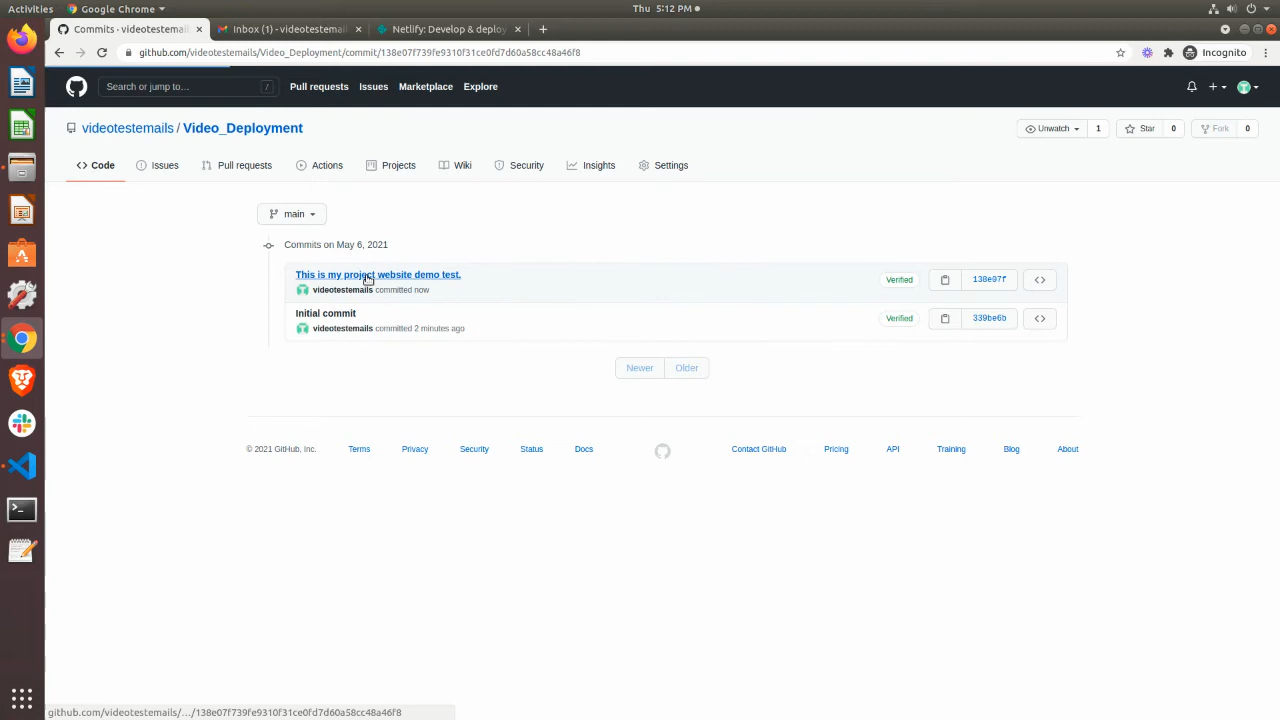 Activities
Google Chrome
Thu 5:12 PM
Commits · videotestemail
Inbox (1) - videotestemail
Netlify: Develop & deploy
github.com/videotestemails/Video_Deployment/commit/138e07f739fe9310f31ce0fd7d60a58cc48a46f8
Incognito
Search or jump to…
/
Pull requests
Issues
Marketplace
Explore
videotestemails / Video_Deployment
Unwatch
1
Star
0
Fork
0
Code
Issues
Pull requests
Actions
Projects
Wiki
Security
Insights
Settings
main
Commits on May 6, 2021
This is my project website demo test.
Verified
138e07f
videotestemails committed now
Initial commit
Verified
339be6b
videotestemails committed 2 minutes ago
Newer
Older
© 2021 GitHub, Inc.
Terms
Privacy
Security
Status
Docs
Contact GitHub
Pricing
API
Training
Blog
About
github.com/videotestemails/.../138e07f739fe9310f31ce0fd7d60a58cc48a46f8